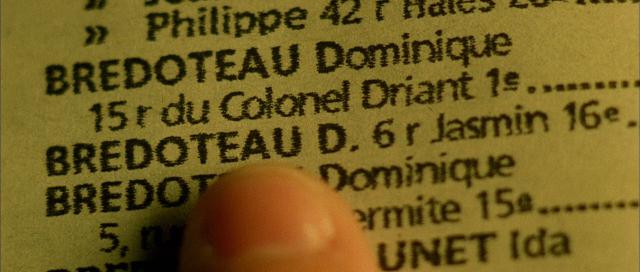 » Philippe 42 r Hales
BREDOTEAU Dominique
15 r du Colonel Driant 1e..........
BREDOTEAU D. 6 r Jasmin 16e.
BREDOT Dominique
5, ermite 15e..........
UNET Ida